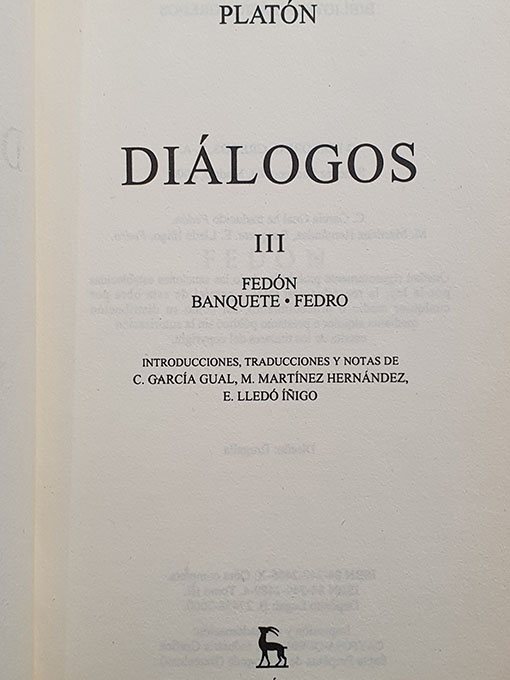 PLATÓN
DIÁLOGOS
III
FEDÓN
BANQUETE • FEDRO
INTRODUCCIONES, TRADUCCIONES Y NOTAS DE
C. GARCÍA GUAL, M. MARTÍNEZ HERNÁNDEZ,
E. LLEDÓ ÍÑIGO